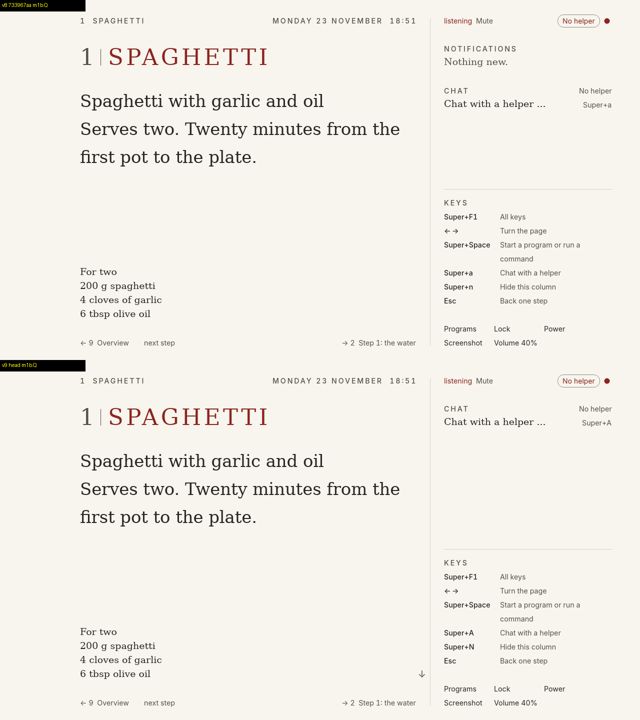 v8 733967aa m1bQ
1 SPAGHETTI
MONDAY 23 NOVEMBER 18:51
1 SPAGHETTI
Spaghetti with garlic and oil
Serves two. Twenty minutes from the
first pot to the plate.
For two
200 g spaghetti
4 cloves of garlic
6 tbsp olive oil
← 9 Overview next step
→ 2 Step 1: the water
listening Mute
No helper
NOTIFICATIONS
Nothing new.
CHAT No helper
Chat with a helper ... Super+a
KEYS
Super+F1 All keys
← → Turn the page
Super+Space Start a program or run a
command
Super+a Chat with a helper
Super+n Hide this column
Esc Back one step
Programs Lock Power
Screenshot Volume 40%
v9 head m1bQ
1 SPAGHETTI
MONDAY 23 NOVEMBER 18:51
1 SPAGHETTI
Spaghetti with garlic and oil
Serves two. Twenty minutes from the
first pot to the plate.
For two
200 g spaghetti
4 cloves of garlic
6 tbsp olive oil
↓
← 9 Overview next step
→ 2 Step 1: the water
listening Mute
No helper
CHAT No helper
Chat with a helper ... Super+A
KEYS
Super+F1 All keys
← → Turn the page
Super+Space Start a program or run a
command
Super+A Chat with a helper
Super+N Hide this column
Esc Back one step
Programs Lock Power
Screenshot Volume 40%